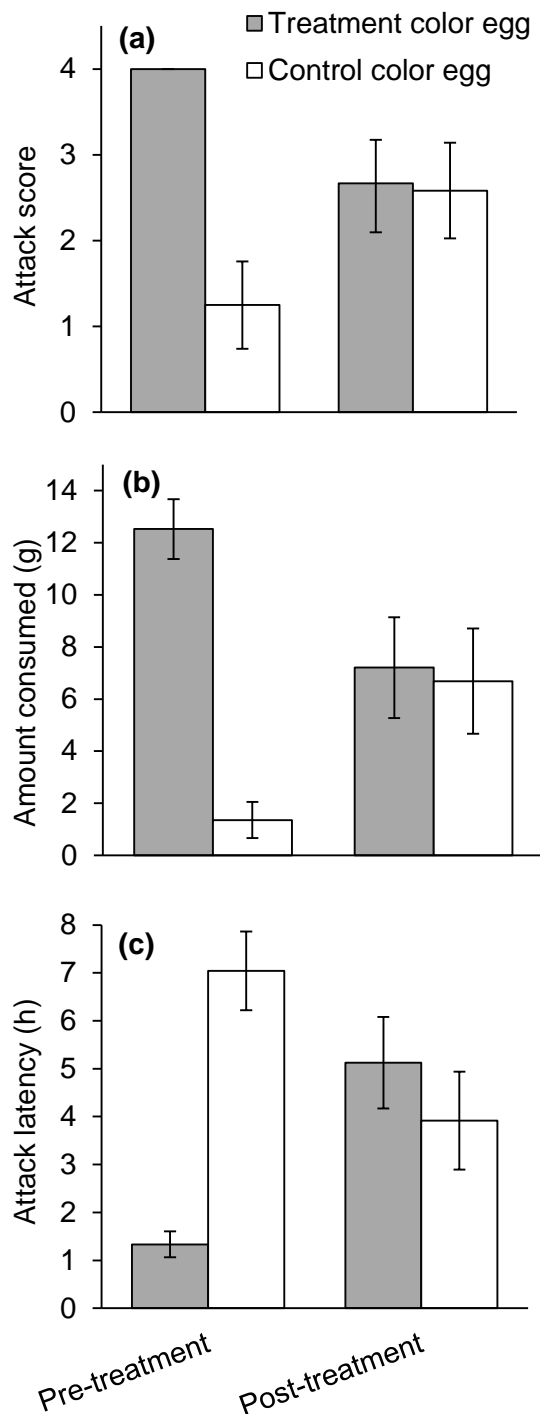 (a)
Treatment color egg
Control color egg
Attack score
4
3
2
1
0
(b)
Amount consumed (g)
14
12
10
8
6
4
2
0
(c)
Attack latency (h)
8
7
6
5
4
3
2
1
0
Pre-treatment
Post-treatment